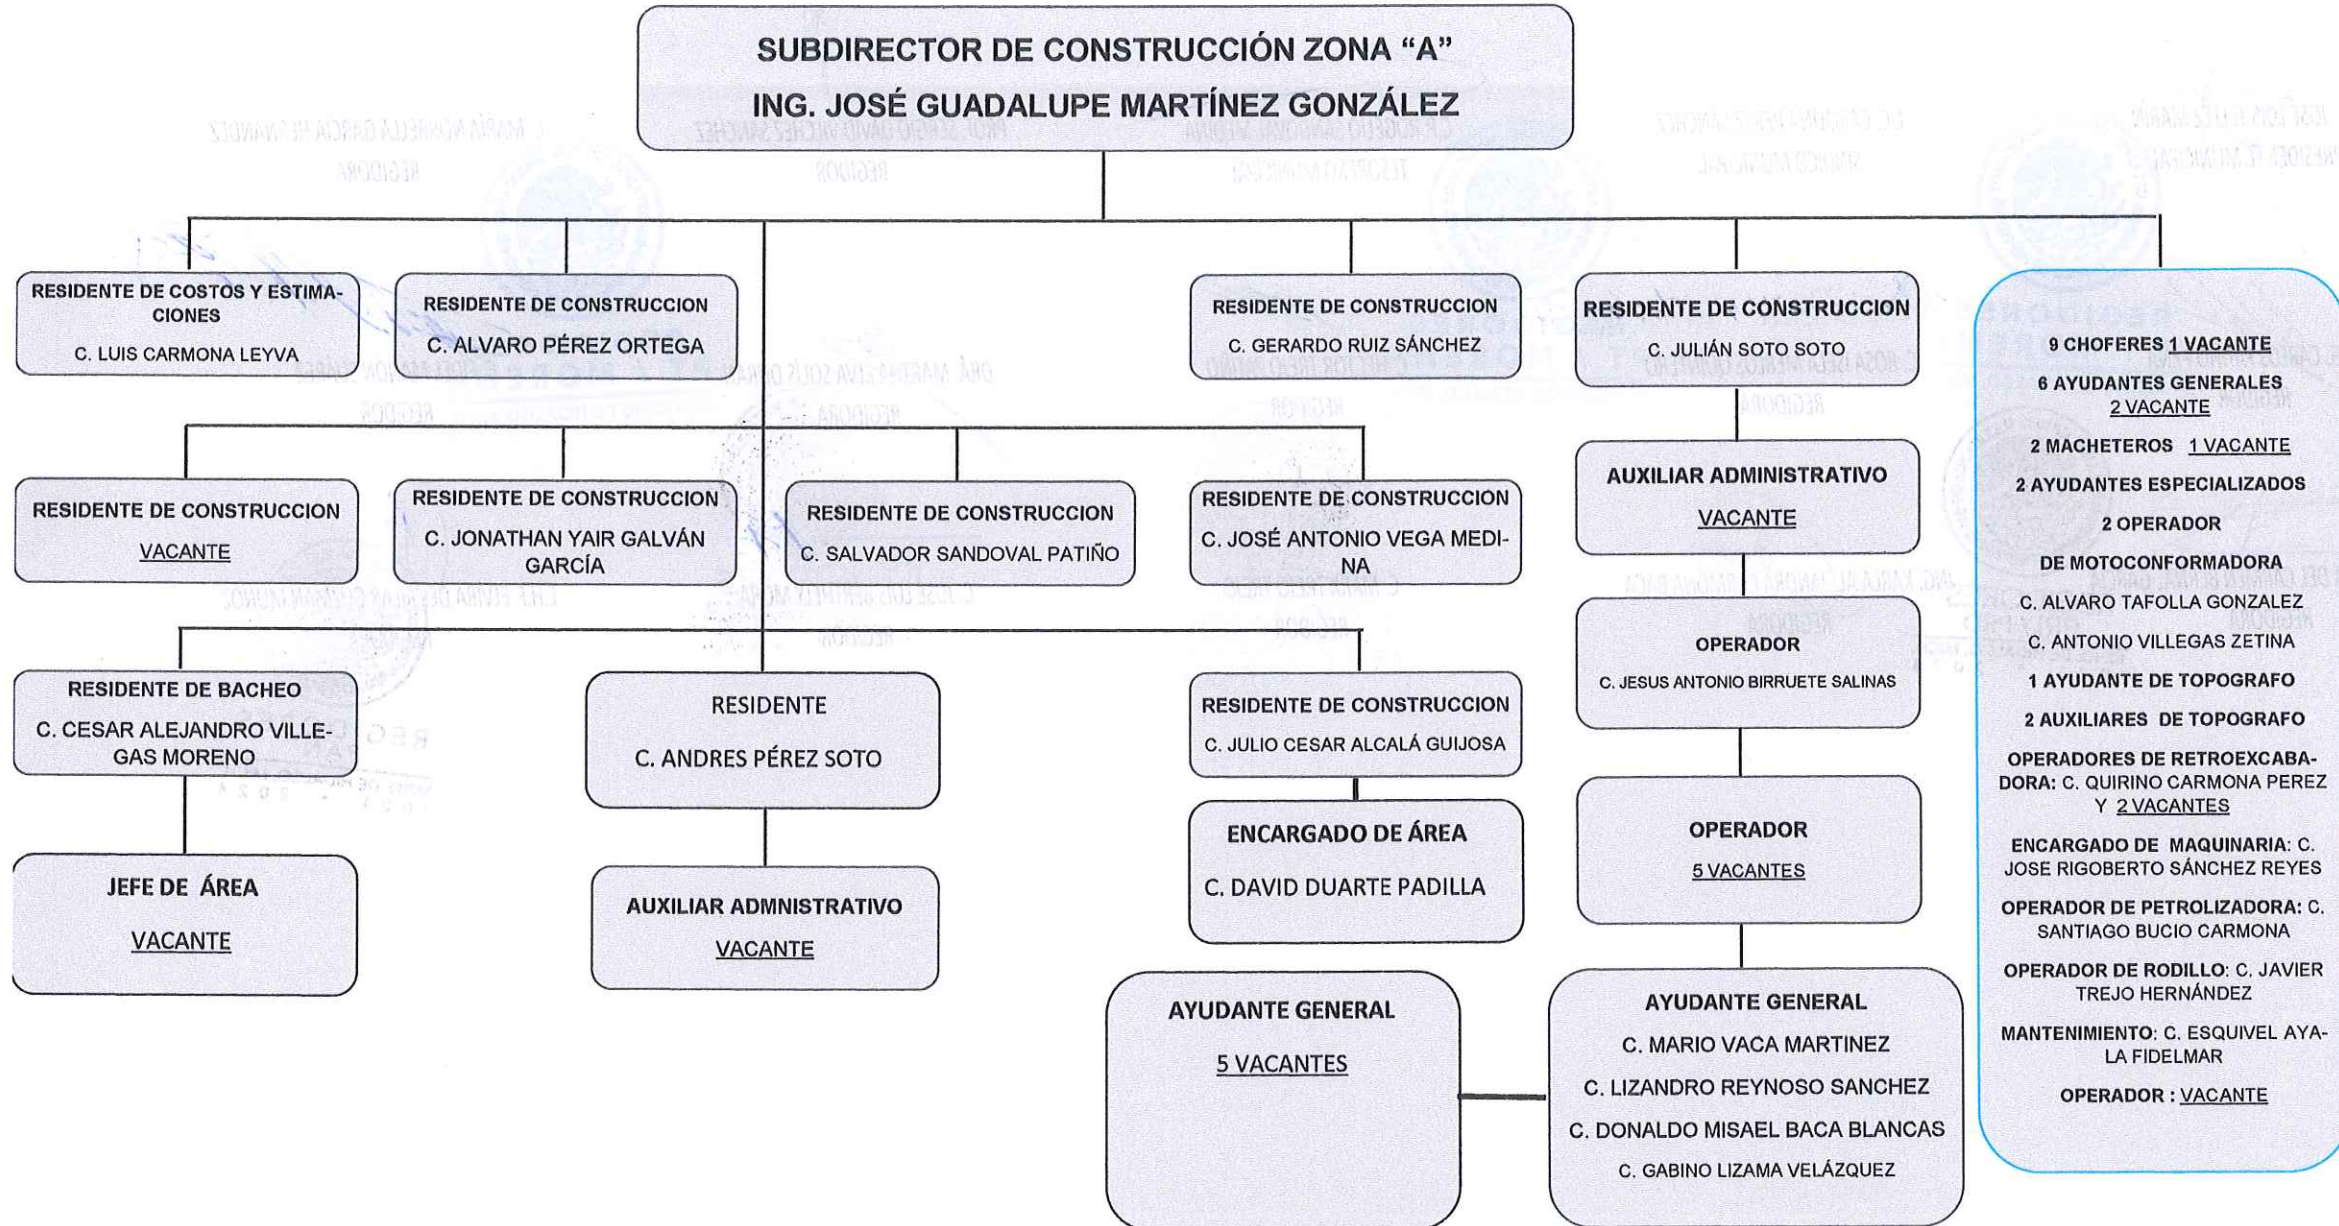 SUBDIRECTOR DE CONSTRUCCIÓN ZONA “A”
ING. JOSÉ GUADALUPE MARTÍNEZ GONZÁLEZ
RESIDENTE DE COSTOS Y ESTIMA-
CIONES
C. LUIS CARMONA LEYVA
RESIDENTE DE CONSTRUCCION
C. ALVARO PÉREZ ORTEGA
RESIDENTE DE CONSTRUCCION
C. GERARDO RUIZ SÁNCHEZ
RESIDENTE DE CONSTRUCCION
C. JULIÁN SOTO SOTO
RESIDENTE DE CONSTRUCCION
VACANTE
RESIDENTE DE CONSTRUCCION
C. JONATHAN YAIR GALVÁN
GARCÍA
RESIDENTE DE CONSTRUCCION
C. SALVADOR SANDOVAL PATIÑO
RESIDENTE DE CONSTRUCCION
C. JOSÉ ANTONIO VEGA MEDI-
NA
AUXILIAR ADMINISTRATIVO
VACANTE
OPERADOR
C. JESUS ANTONIO BIRRUETE SALINAS
RESIDENTE DE BACHEO
C. CESAR ALEJANDRO VILLE-
GAS MORENO
RESIDENTE
C. ANDRES PÉREZ SOTO
RESIDENTE DE CONSTRUCCION
C. JULIO CESAR ALCALÁ GUIJOSA
ENCARGADO DE ÁREA
C. DAVID DUARTE PADILLA
OPERADOR
5 VACANTES
JEFE DE ÁREA
VACANTE
AUXILIAR ADMNISTRATIVO
VACANTE
AYUDANTE GENERAL
5 VACANTES
AYUDANTE GENERAL
C. MARIO VACA MARTINEZ
C. LIZANDRO REYNOSO SANCHEZ
C. DONALDO MISAEL BACA BLANCAS
C. GABINO LIZAMA VELÁZQUEZ
9 CHOFERES 1 VACANTE
6 AYUDANTES GENERALES
2 VACANTE
2 MACHETEROS 1 VACANTE
2 AYUDANTES ESPECIALIZADOS
2 OPERADOR
DE MOTOCONFORMADORA
C. ALVARO TAFOLLA GONZALEZ
C. ANTONIO VILLEGAS ZETINA
1 AYUDANTE DE TOPOGRAFO
2 AUXILIARES DE TOPOGRAFO
OPERADORES DE RETROEXCABA-
DORA: C. QUIRINO CARMONA PEREZ
Y 2 VACANTES
ENCARGADO DE MAQUINARIA: C.
JOSE RIGOBERTO SÁNCHEZ REYES
OPERADOR DE PETROLIZADORA: C.
SANTIAGO BUCIO CARMONA
OPERADOR DE RODILLO: C. JAVIER
TREJO HERNÁNDEZ
MANTENIMIENTO: C. ESQUIVEL AYA-
LA FIDELMAR
OPERADOR : VACANTE